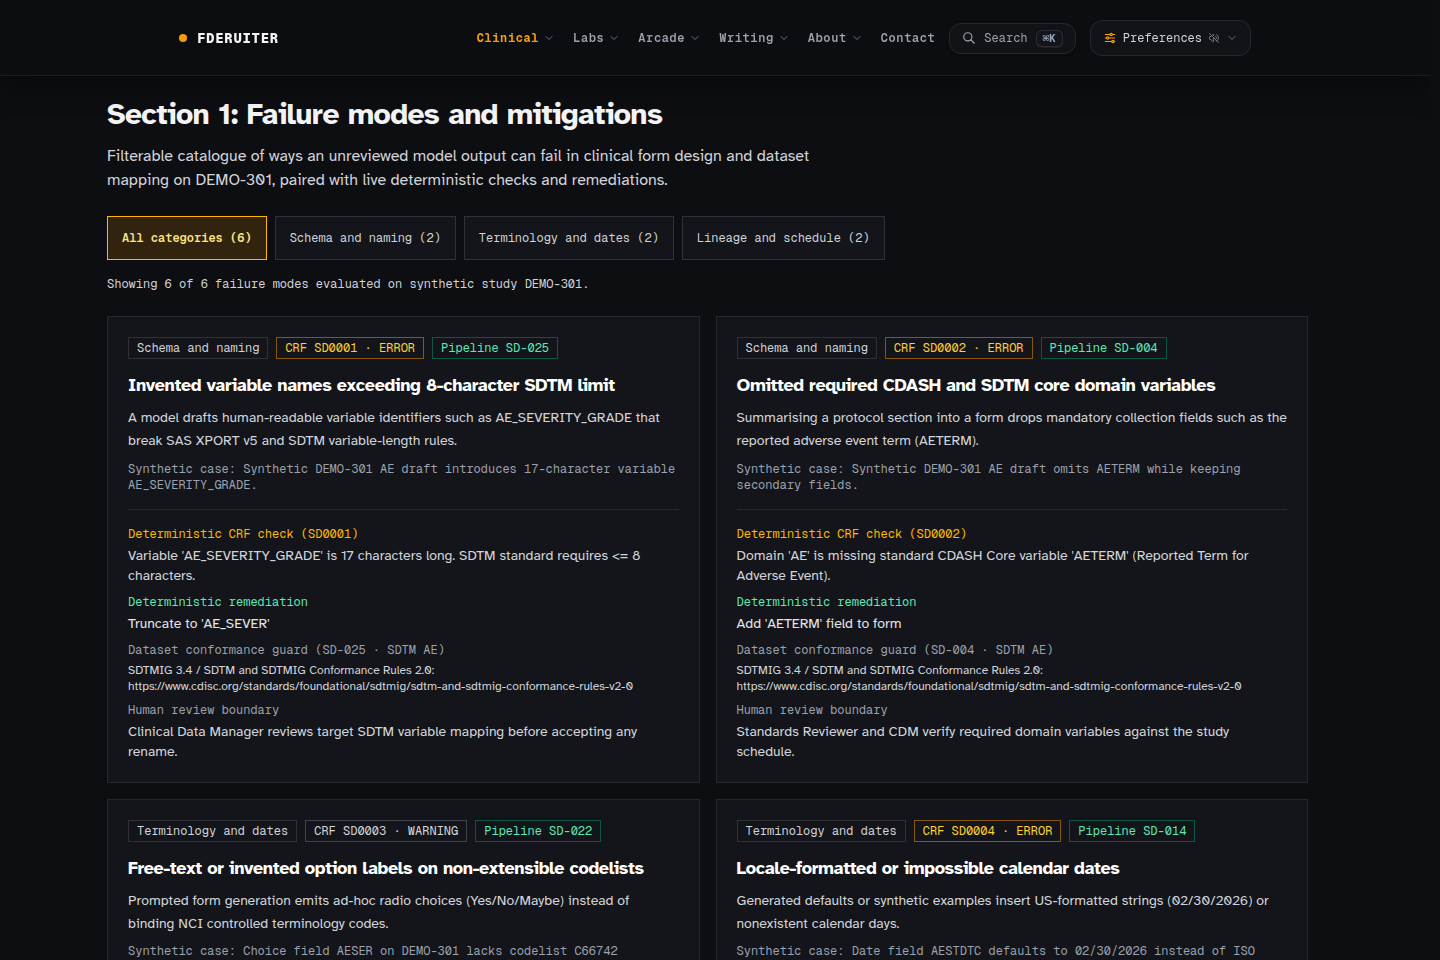 FDERUITER
Clinical
Labs
Arcade
Writing
About
Contact
Search ⌘K
Preferences
Section 1: Failure modes and mitigations
Filterable catalogue of ways an unreviewed model output can fail in clinical form design and dataset
mapping on DEMO-301, paired with live deterministic checks and remediations.
All categories (6)
Schema and naming (2)
Terminology and dates (2)
Lineage and schedule (2)
Showing 6 of 6 failure modes evaluated on synthetic study DEMO-301.
Schema and naming
CRF SD0001 · ERROR
Pipeline SD-025
Invented variable names exceeding 8-character SDTM limit
A model drafts human-readable variable identifiers such as AE_SEVERITY_GRADE that
break SAS XPORT v5 and SDTM variable-length rules.
Synthetic case: Synthetic DEMO-301 AE draft introduces 17-character variable
AE_SEVERITY_GRADE.
Deterministic CRF check (SD0001)
Variable 'AE_SEVERITY_GRADE' is 17 characters long. SDTM standard requires <= 8
characters.
Deterministic remediation
Truncate to 'AE_SEVER'
Dataset conformance guard (SD-025 · SDTM AE)
SDTMIG 3.4 / SDTM and SDTMIG Conformance Rules 2.0:
https://www.cdisc.org/standards/foundational/sdtmig/sdtm-and-sdtmig-conformance-rules-v2-0
Human review boundary
Clinical Data Manager reviews target SDTM variable mapping before accepting any
rename.
Schema and naming
CRF SD0002 · ERROR
Pipeline SD-004
Omitted required CDASH and SDTM core domain variables
Summarising a protocol section into a form drops mandatory collection fields such as the
reported adverse event term (AETERM).
Synthetic case: Synthetic DEMO-301 AE draft omits AETERM while keeping
secondary fields.
Deterministic CRF check (SD0002)
Domain 'AE' is missing standard CDASH Core variable 'AETERM' (Reported Term for
Adverse Event).
Deterministic remediation
Add 'AETERM' field to form
Dataset conformance guard (SD-004 · SDTM AE)
SDTMIG 3.4 / SDTM and SDTMIG Conformance Rules 2.0:
https://www.cdisc.org/standards/foundational/sdtmig/sdtm-and-sdtmig-conformance-rules-v2-0
Human review boundary
Standards Reviewer and CDM verify required domain variables against the study
schedule.
Terminology and dates
CRF SD0003 · WARNING
Pipeline SD-022
Free-text or invented option labels on non-extensible codelists
Prompted form generation emits ad-hoc radio choices (Yes/No/Maybe) instead of
binding NCI controlled terminology codes.
Synthetic case: Choice field AESER on DEMO-301 lacks codelist C66742
Terminology and dates
CRF SD0004 · ERROR
Pipeline SD-014
Locale-formatted or impossible calendar dates
Generated defaults or synthetic examples insert US-formatted strings (02/30/2026) or
nonexistent calendar days.
Synthetic case: Date field AESTDTC defaults to 02/30/2026 instead of ISO